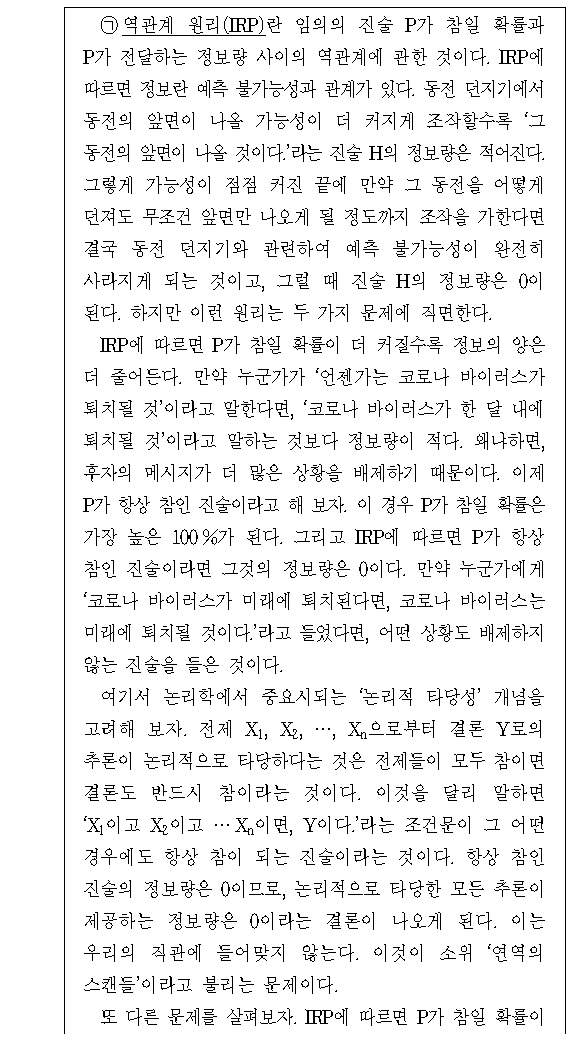 ㉠ 역관계 원리(IRP)란 임의의 진술 P가 참일 확률과
P가 전달하는 정보량 사이의 역관계에 관한 것이다. IRP에
따르면 정보란 예측 불가능성과 관계가 있다. 동전 던지기에서
동전의 앞면이 나올 가능성이 더 커지게 조작할수록 ‘그
동전의 앞면이 나올 것이다.’라는 진술 H의 정보량은 적어진다.
그렇게 가능성이 점점 커진 끝에 만약 그 동전을 어떻게
던져도 무조건 앞면만 나오게 될 정도까지 조작을 가한다면
결국 동전 던지기와 관련하여 예측 불가능성이 완전히
사라지게 되는 것이고, 그럴 때 진술 H의 정보량은 0이
된다. 하지만 이런 원리는 두 가지 문제에 직면한다.
IRP에 따르면 P가 참일 확률이 더 커질수록 정보의 양은
더 줄어든다. 만약 누군가가 ‘언젠가는 코로나 바이러스가
퇴치될 것’이라고 말한다면, ‘코로나 바이러스가 한 달 내에
퇴치될 것’이라고 말하는 것보다 정보량이 적다. 왜냐하면,
후자의 메시지가 더 많은 상황을 배제하기 때문이다. 이제
P가 항상 참인 진술이라고 해 보자. 이 경우 P가 참일 확률은
가장 높은 100 %가 된다. 그리고 IRP에 따르면 P가 항상
참인 진술이라면 그것의 정보량은 0이다. 만약 누군가에게
‘코로나 바이러스가 미래에 퇴치된다면, 코로나 바이러스는
미래에 퇴치될 것이다.’라고 들었다면, 어떤 상황도 배제하지
않는 진술을 들은 것이다.
여기서 논리학에서 중요시되는 ‘논리적 타당성’ 개념을
고려해 보자. 전제 X₁, X₂, …, Xₙ으로부터 결론 Y로의
추론이 논리적으로 타당하다는 것은 전제들이 모두 참이면
결론도 반드시 참이라는 것이다. 이것을 달리 말하면
‘X₁이고 X₂이고 … Xₙ이면, Y이다.’라는 조건문이 그 어떤
경우에도 항상 참이 되는 진술이라는 것이다. 항상 참인
진술의 정보량은 0이므로, 논리적으로 타당한 모든 추론이
제공하는 정보량은 0이라는 결론이 나오게 된다. 이는
우리의 직관에 들어맞지 않는다. 이것이 소위 ‘연역의
스캔들’이라고 불리는 문제이다.
또 다른 문제를 살펴보자. IRP에 따르면 P가 참일 확률이